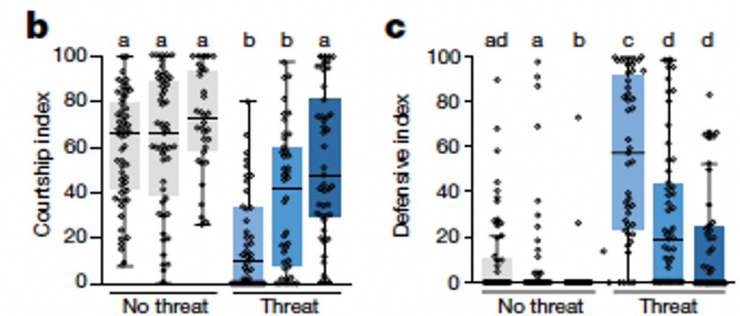 b
a a a b b a
100
80
60
40
20
0
Courtship index
No threat Threat
c
ad a b c d d
100
80
60
40
20
0
Defensive index
No threat Threat